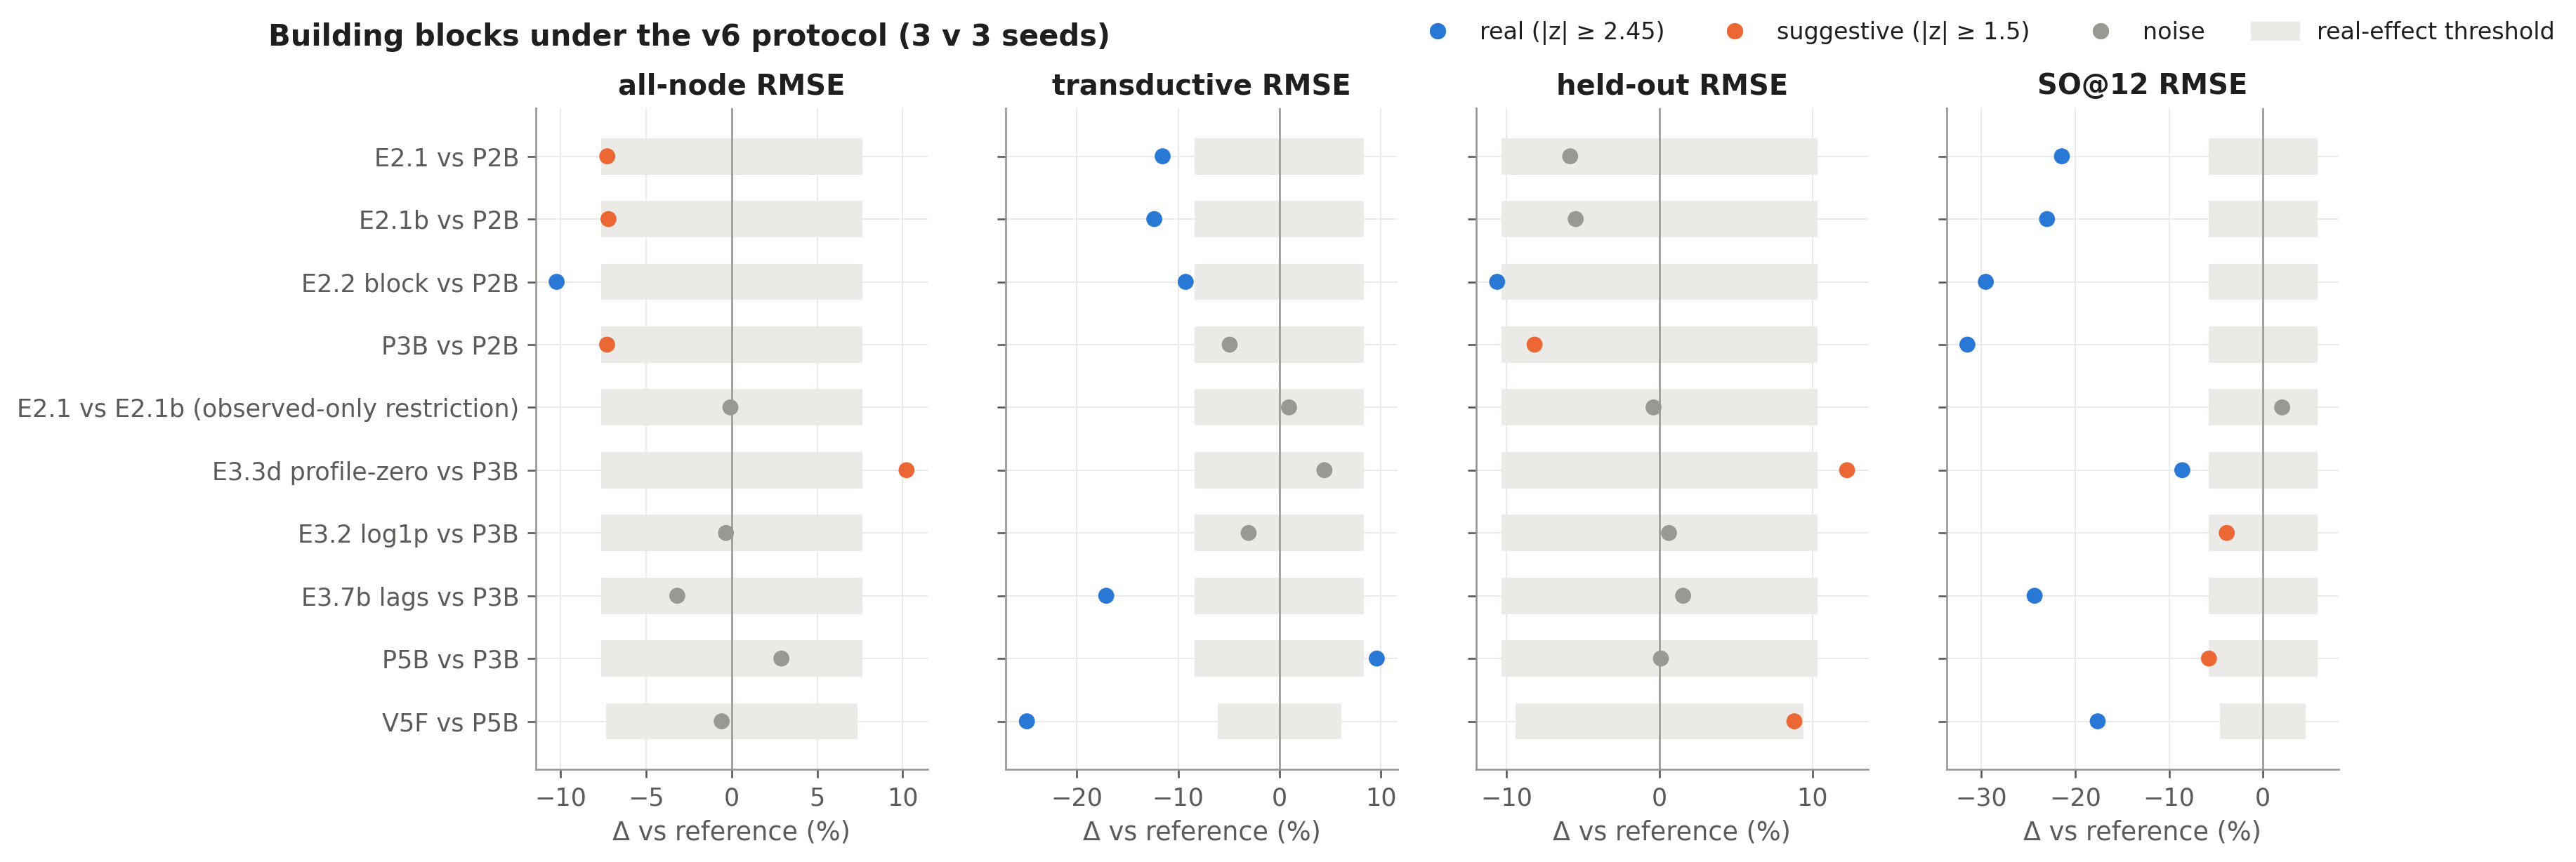 Building blocks under the v6 protocol (3 v 3 seeds)
real (|z| ≥ 2.45)
suggestive (|z| ≥ 1.5)
noise
real-effect threshold
all-node RMSE
transductive RMSE
held-out RMSE
SO@12 RMSE
E2.1 vs P2B
E2.1b vs P2B
E2.2 block vs P2B
P3B vs P2B
E2.1 vs E2.1b (observed-only restriction)
E3.3d profile-zero vs P3B
E3.2 log1p vs P3B
E3.7b lags vs P3B
P5B vs P3B
V5F vs P5B
−10 −5 0 5 10
−20 −10 0 10
−10 0 10
−30 −20 −10 0
Δ vs reference (%)
Δ vs reference (%)
Δ vs reference (%)
Δ vs reference (%)